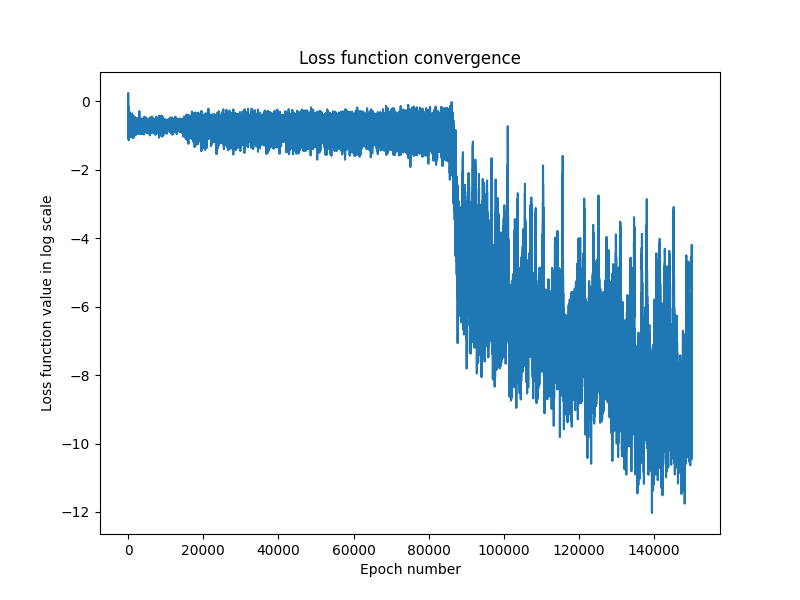 Loss function convergence
Loss function value in log scale
0
−2
−4
−6
−8
−10
−12
0 20000 40000 60000 80000 100000 120000 140000
Epoch number